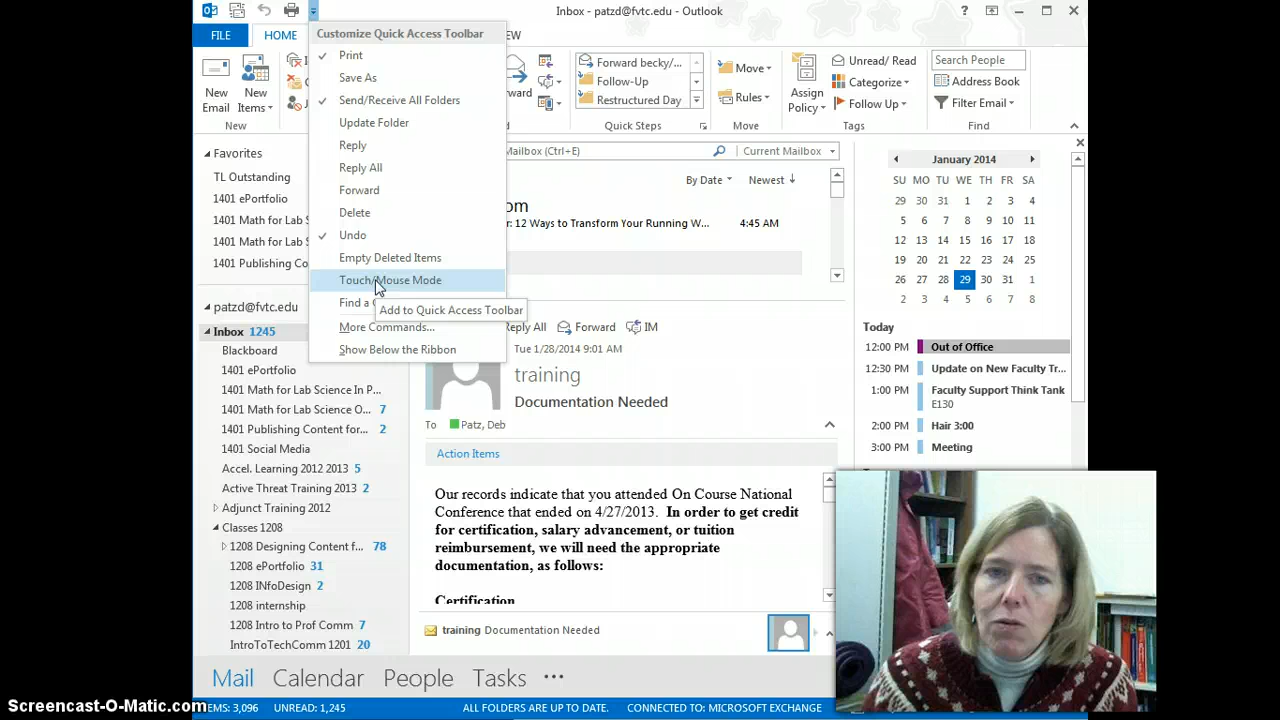 Inbox - patzd@fvtc.edu - Outlook
?
FILE
HOME
EW
Customize Quick Access Toolbar
Print
Save As
Send/Receive All Folders
Update Folder
Reply
Reply All
Forward
Delete
Undo
Empty Deleted Items
Touch/Mouse Mode
Find a
Add to Quick Access Toolbar
More Commands...
Show Below the Ribbon
New Email
New Items
New
Forward becky/...
Follow-Up
Restructured Day
Quick Steps
Move
Rules
Move
Assign Policy
Unread/ Read
Categorize
Follow Up
Tags
Search People
Address Book
Filter Email
Find
Favorites
TL Outstanding
1401 ePortfolio
1401 Math for Lab S
1401 Math for Lab S
1401 Publishing Co
patzd@fvtc.edu
Inbox 1245
Blackboard
1401 ePortfolio
1401 Math for Lab Science In P...
1401 Math for Lab Science O... 7
1401 Publishing Content for... 2
1401 Social Media
Accel. Learning 2012 2013 5
Active Threat Training 2013 2
Adjunct Training 2012
Classes 1208
1208 Designing Content f... 78
1208 ePortfolio 31
1208 INfoDesign 2
1208 internship
1208 Intro to Prof Comm 7
IntroToTechComm 1201 20
Mailbox (Ctrl+E)
Current Mailbox
By Date
Newest
om
r: 12 Ways to Transform Your Running W...
4:45 AM
Reply All
Forward
IM
Tue 1/28/2014 9:01 AM
training
Documentation Needed
To
Patz, Deb
Action Items
Our records indicate that you attended On Course National
Conference that ended on 4/27/2013. In order to get credit
for certification, salary advancement, or tuition
reimbursement, we will need the appropriate
documentation, as follows:
Certification
training Documentation Needed
January 2014
SU MO TU WE TH FR SA
29 30 31 1 2 3 4
5 6 7 8 9 10 11
12 13 14 15 16 17 18
19 20 21 22 23 24 25
26 27 28 29 30 31 1
2 3 4 5 6 7 8
Today
12:00 PM Out of Office
12:30 PM Update on New Faculty Tr...
1:00 PM Faculty Support Think Tank
E130
2:00 PM Hair 3:00
3:00 PM Meeting
Mail Calendar People Tasks ...
Screencast-O-Matic.com
EMS: 3,096
UNREAD: 1,245
ALL FOLDERS ARE UP TO DATE.
CONNECTED TO: MICROSOFT EXCHANGE